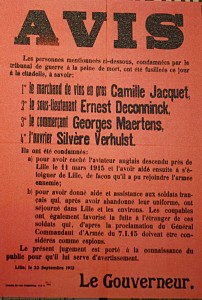 AVIS
Les personnes mentionnées ci-dessous, condamnées par le
tribunal de guerre à la peine de mort, ont été fusillées ce jour
à la citadelle, à savoir:
1° le marchand de vins en gros Camille Jacquet,
2° le sous-lieutenant Ernest Deconninck,
3° le commerçant Georges Maertens,
4° l'ouvrier Silvère Verhulst.
Ils ont été condamnés:
a) pour avoir caché l'aviateur anglais descendu près de
Lille le 11 mars 1915 et l'avoir aidé ensuite à s'é-
loigner de Lille, de façon qu'il a pu rejoindre l'armée
ennemie;
b) pour avoir donné aide et assistance aux soldats fran-
çais qui, après avoir abandonné leur uniforme, ont
séjourné dans Lille et les environs. Les coupables
ont également favorisé la fuite à l'étranger de ces
soldats qui, d'après la proclamation du Général
Commandant d'Armée du 7.1.15 doivent être consi-
dérés comme espions.
Le présent jugement est porté à la connaissance du
public pour qu'il lui serve d'avertissement.
Lille, le 22 Septembre 1915
Le Gouverneur.